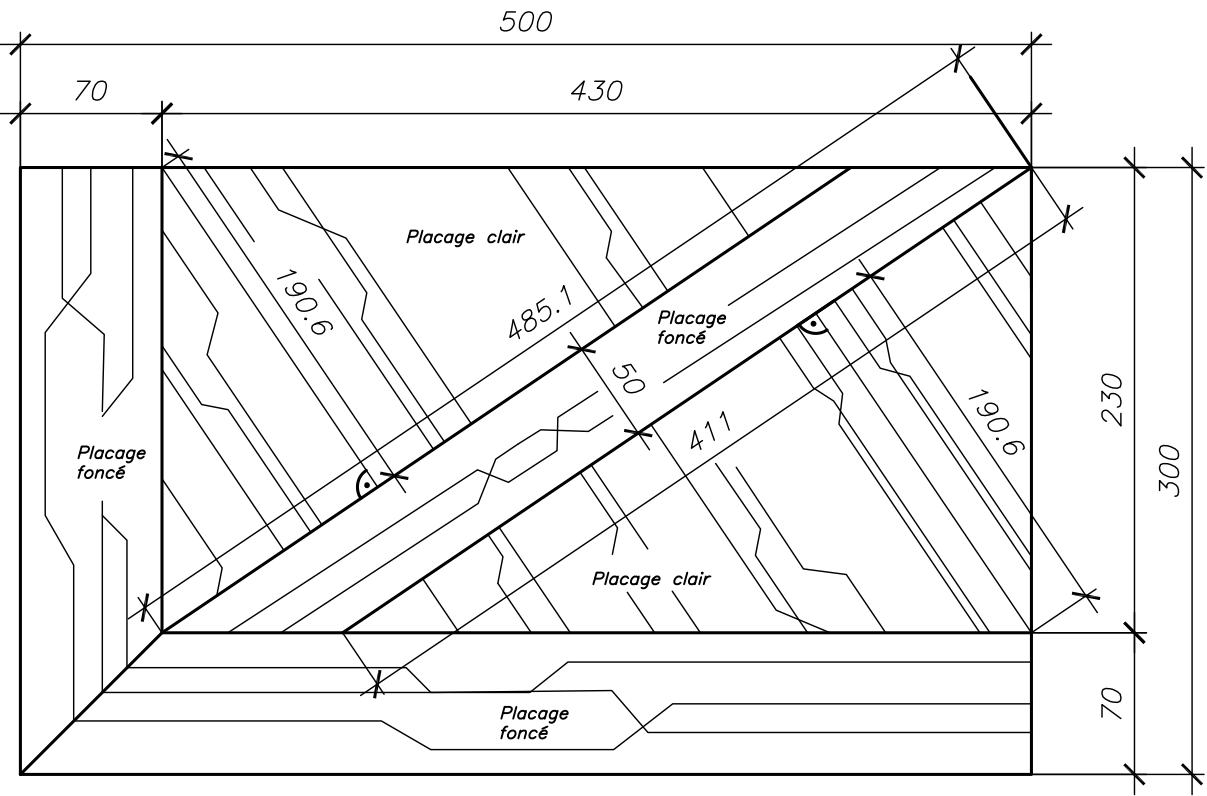 500
70
430
Placage clair
190.6
485.1
Placage
foncé
50
411
190.6
230
300
Placage
foncé
Placage clair
70
Placage
foncé